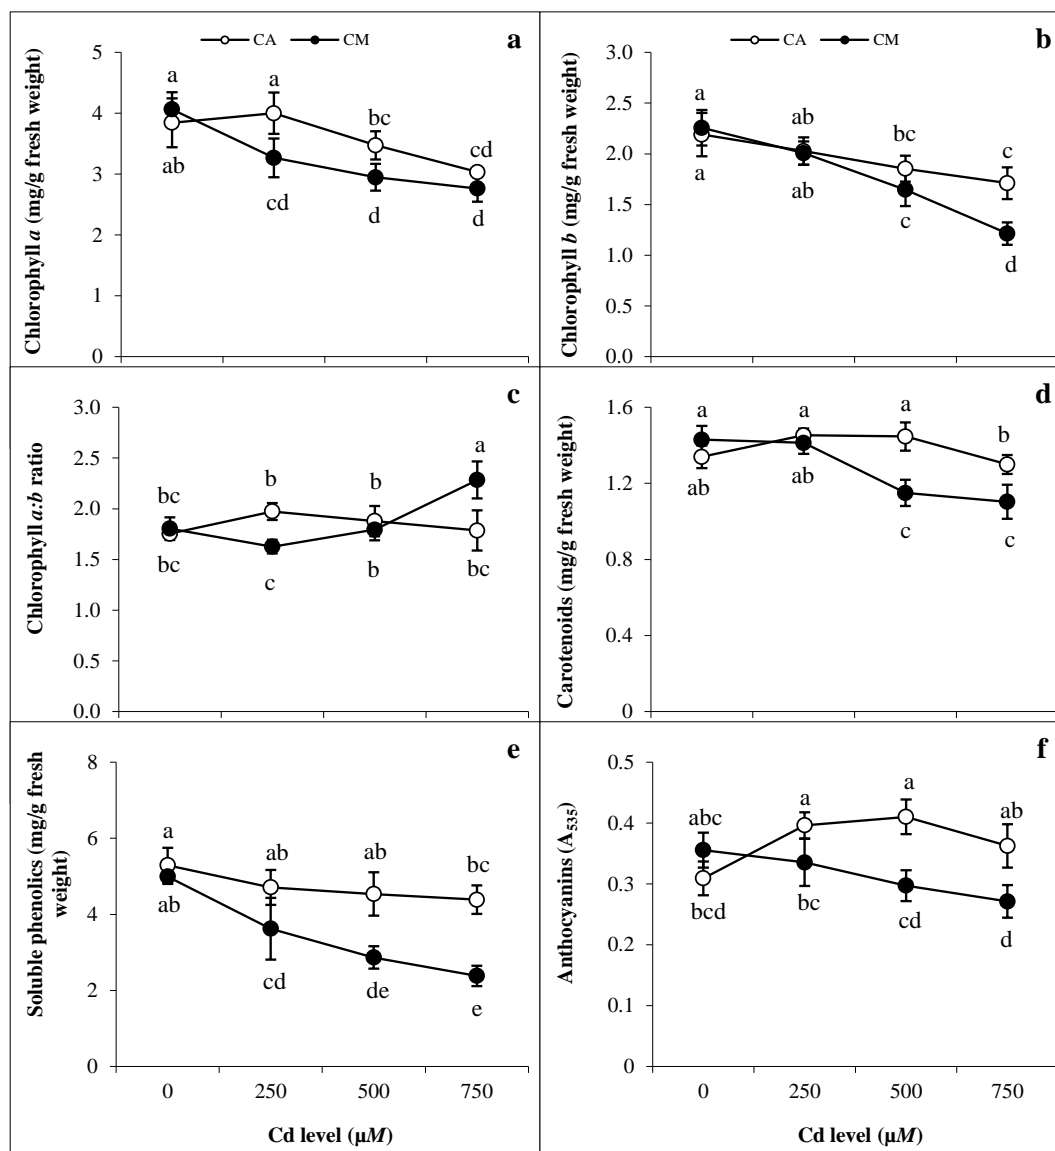 CA CM a
Chlorophyll a (mg/g fresh weight)
5
4
3
2
1
0
a a bc cd
ab cd d d
CA CM b
Chlorophyll b (mg/g fresh weight)
3.0
2.5
2.0
1.5
1.0
0.5
0.0
a ab bc c
a ab c d
c
Chlorophyll a:b ratio
3.0
2.5
2.0
1.5
1.0
0.5
0.0
bc b b a
bc c b bc
d
Carotenoids (mg/g fresh weight)
1.6
1.2
0.8
0.4
0
a a a b
ab ab c c
e
Soluble phenolics (mg/g fresh
weight)
8
6
4
2
0
a ab ab bc
ab cd de e
0 250 500 750
Cd level (µM)
f
Anthocyanins (A535)
0.5
0.4
0.3
0.2
0.1
0
abc a a ab
bcd bc cd d
0 250 500 750
Cd level (µM)